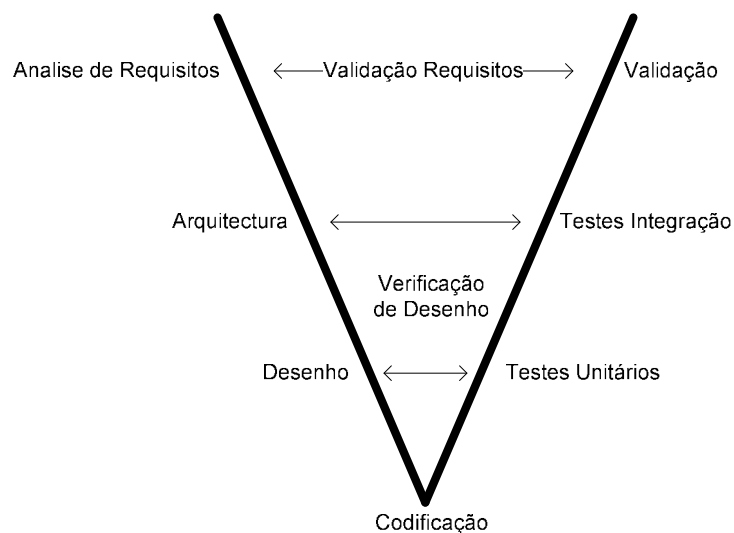 Analise de Requisitos
Validação Requisitos
Validação
Arquitectura
Testes Integração
Verificação
de Desenho
Desenho
Testes Unitários
Codificação